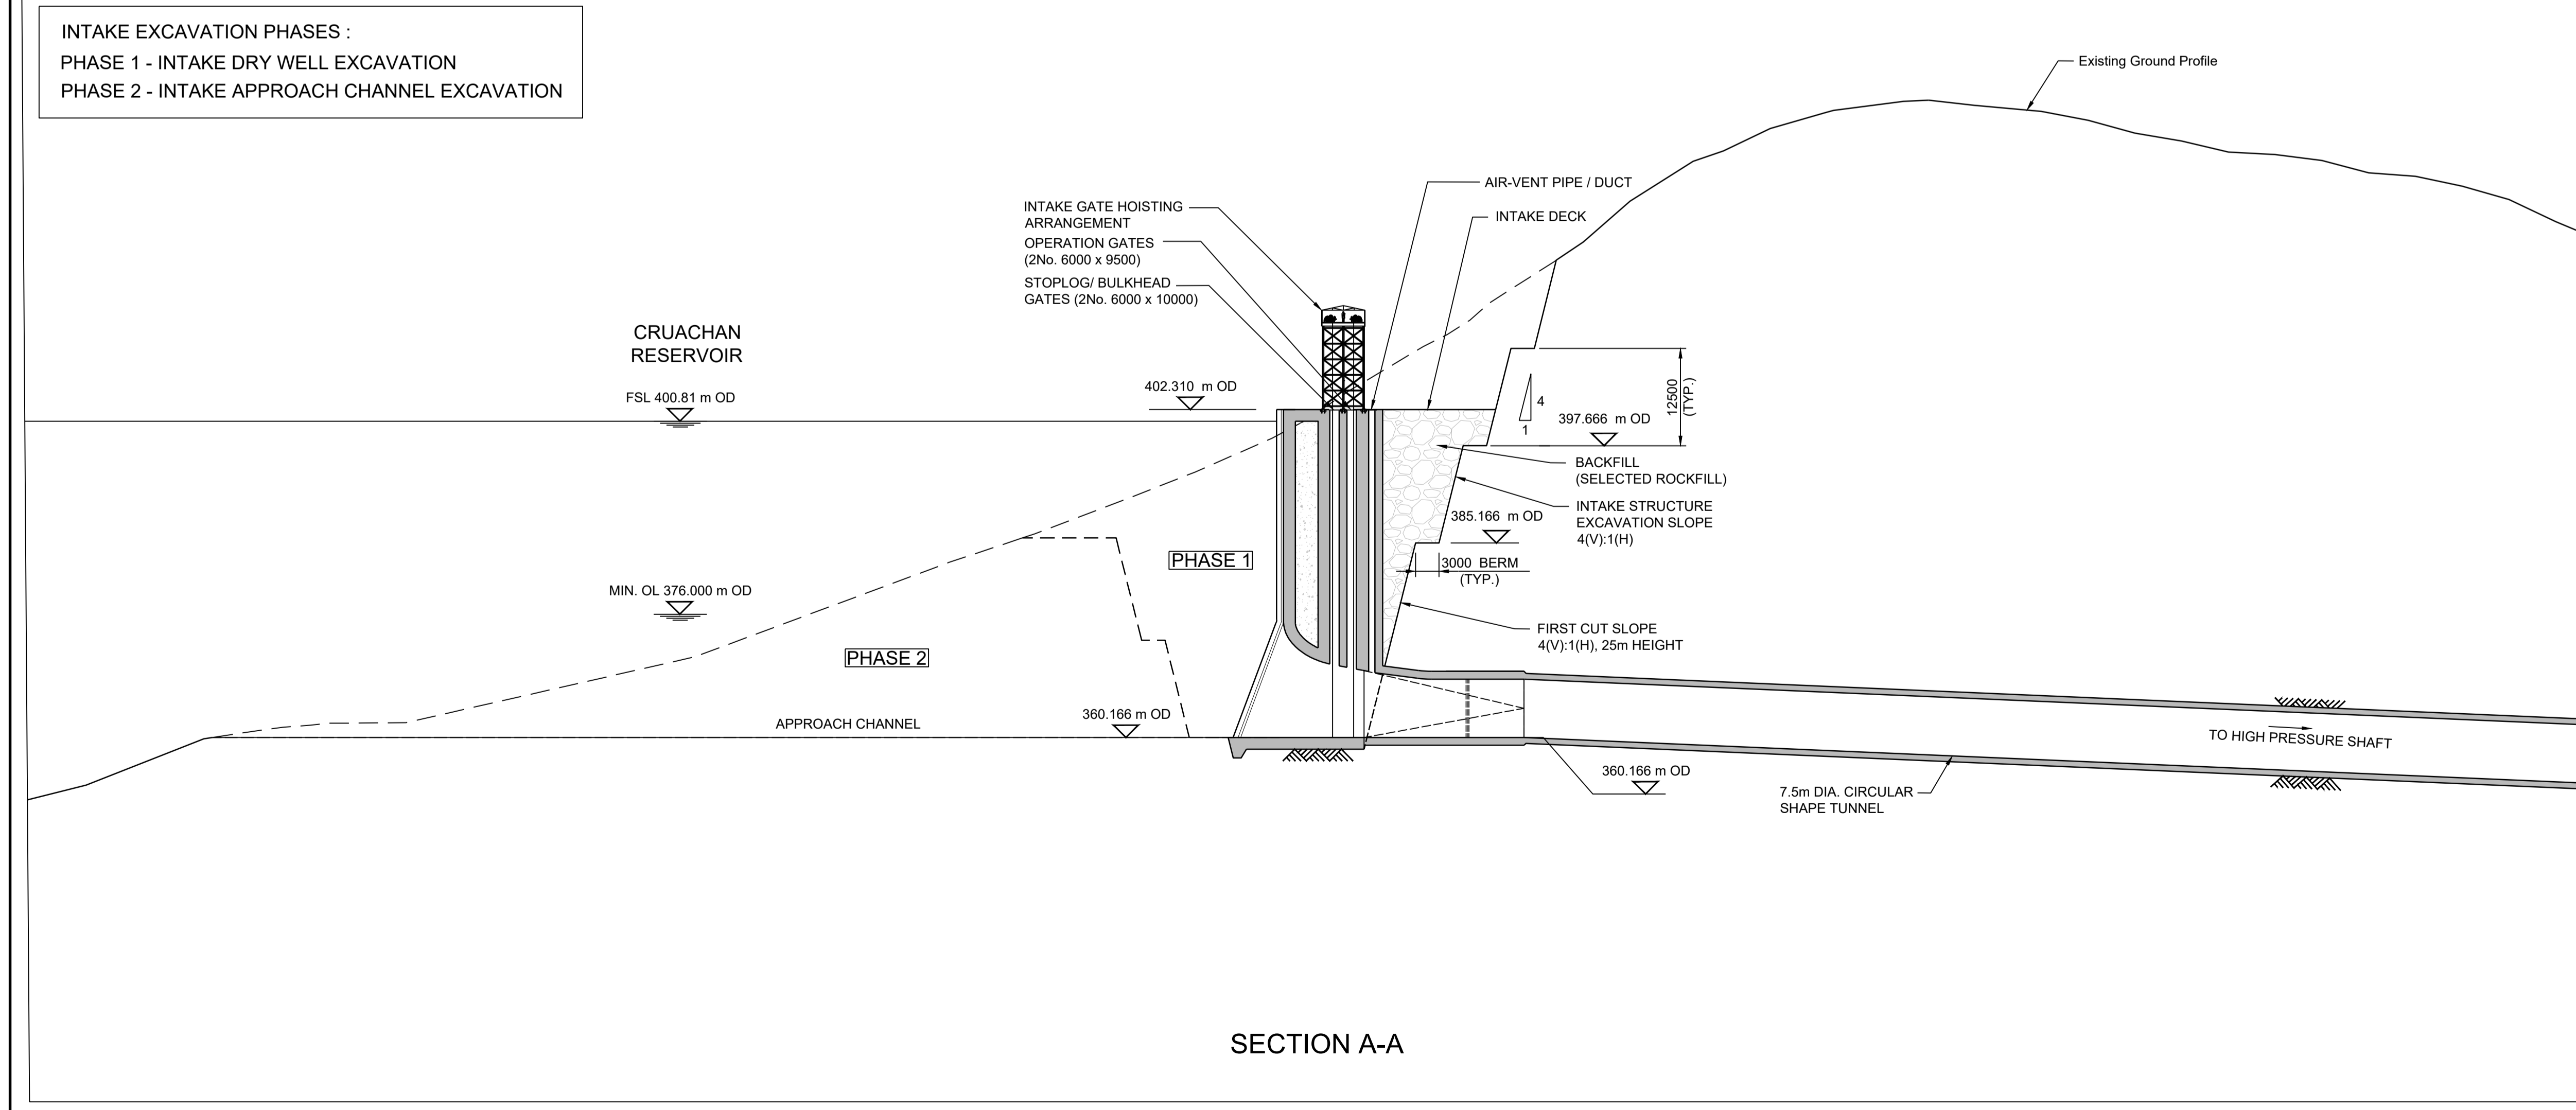 INTAKE EXCAVATION PHASES :
PHASE 1 - INTAKE DRY WELL EXCAVATION
PHASE 2 - INTAKE APPROACH CHANNEL EXCAVATION
Existing Ground Profile
AIR-VENT PIPE / DUCT
INTAKE DECK
INTAKE GATE HOISTING
ARRANGEMENT
OPERATION GATES
(2No. 6000 x 9500)
STOPLOG/ BULKHEAD
GATES (2No. 6000 x 10000)
CRUACHAN
RESERVOIR
FSL 400.81 m OD
402.310 m OD
12500
(TYP.)
4
1
397.666 m OD
BACKFILL
(SELECTED ROCKFILL)
INTAKE STRUCTURE
EXCAVATION SLOPE
4(V):1(H)
385.166 m OD
3000 BERM
(TYP.)
PHASE 1
MIN. OL 376.000 m OD
FIRST CUT SLOPE
4(V):1(H), 25m HEIGHT
PHASE 2
APPROACH CHANNEL
360.166 m OD
TO HIGH PRESSURE SHAFT
360.166 m OD
7.5m DIA. CIRCULAR
SHAPE TUNNEL
SECTION A-A